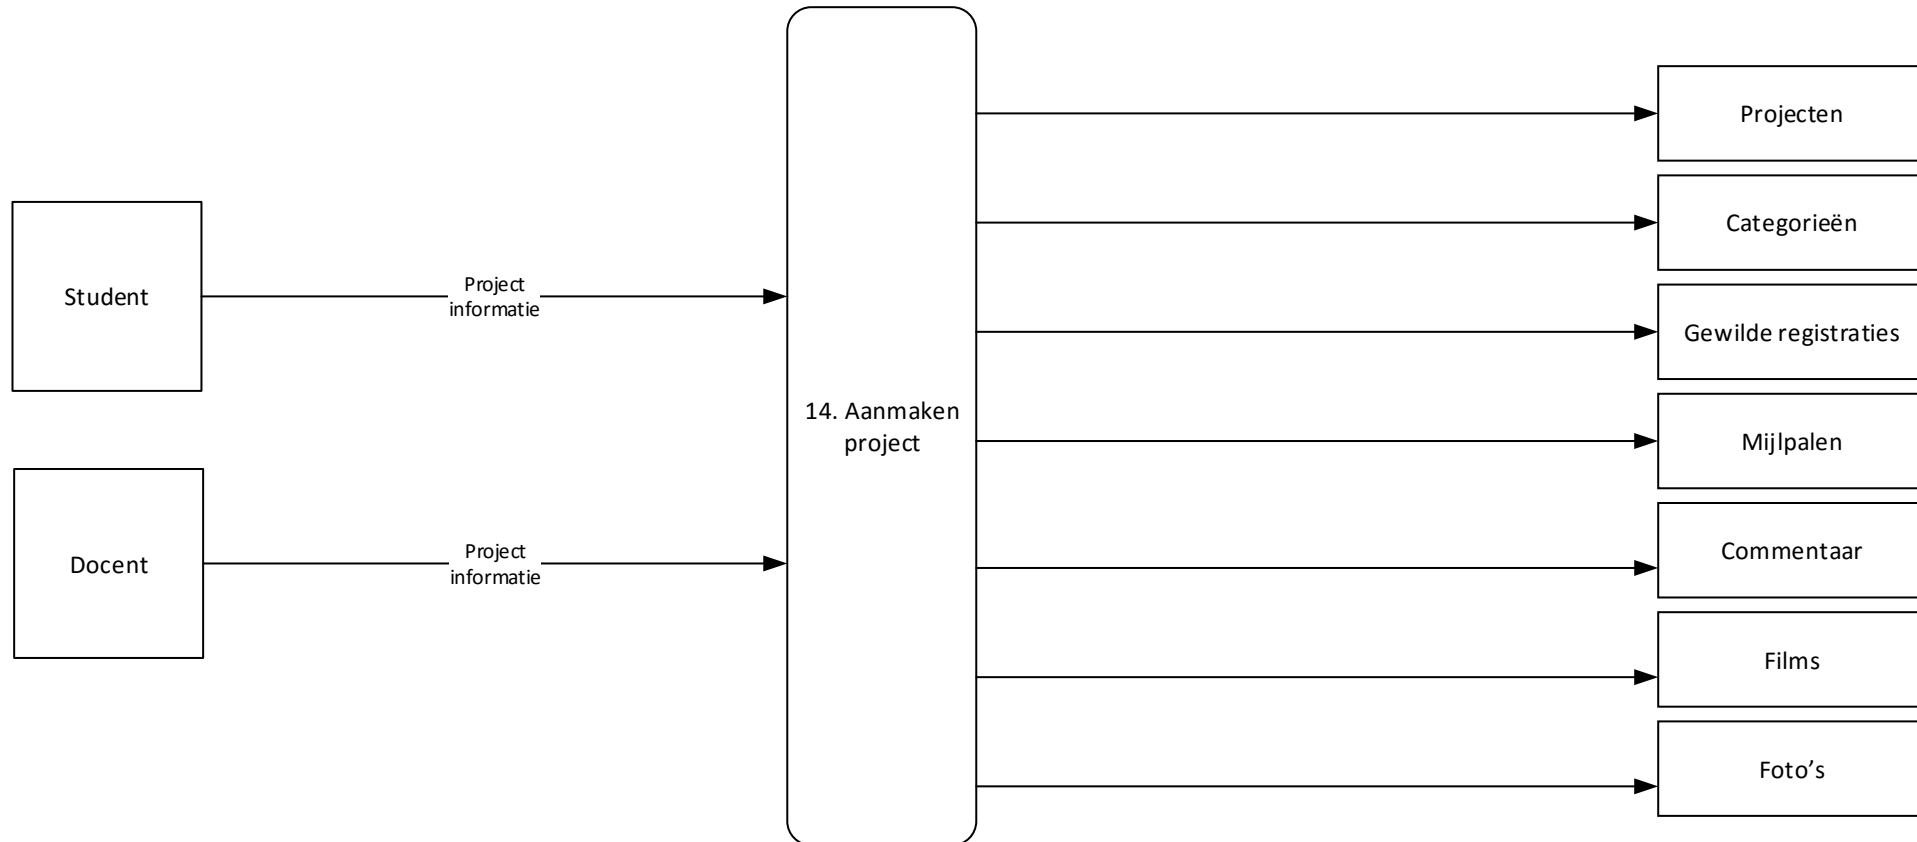 Student
Project
informatie
Docent
Project
informatie
14. Aanmaken
project
Projecten
Categorieën
Gewilde registraties
Mijlpalen
Commentaar
Films
Foto’s